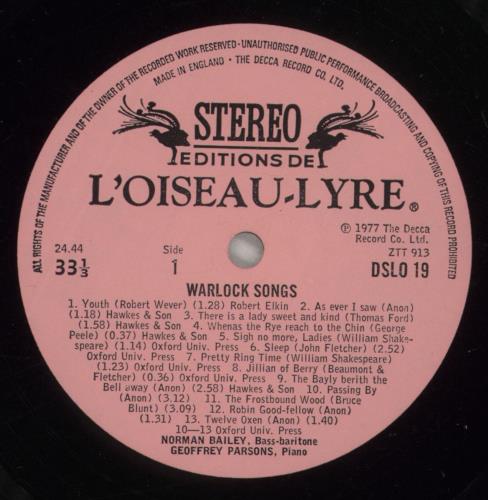 ALL RIGHTS OF THE MANUFACTURER AND OF THE OWNER OF THE RECORDED WORK RESERVED · UNAUTHORISED PUBLIC PERFORMANCE BROADCASTING AND COPYING OF THIS RECORD PROHIBITED
MADE IN ENGLAND · THE DECCA RECORD CO. LTD.
STEREO
EDITIONS DE
L'OISEAU-LYRE®
24.44
33 1/3
Side
1
℗ 1977 The Decca
Record Co. Ltd.
ZTT 913
DSLO 19
WARLOCK SONGS
1. Youth (Robert Wever) (1.28) Robert Elkin 2. As ever I saw (Anon)
(1.18) Hawkes & Son 3. There is a lady sweet and kind (Thomas Ford)
(1.58) Hawkes & Son 4. Whenas the Rye reach to the Chin (George
Peele) (0.37) Hawkes & Son 5. Sigh no more, Ladies (William Shake-
speare) (1.14) Oxford Univ. Press 6. Sleep (John Fletcher) (2.52)
Oxford Univ. Press 7. Pretty Ring Time (William Shakespeare)
(1.23) Oxford Univ. Press 8. Jillian of Berry (Beaumont &
Fletcher) (0.36) Oxford Univ. Press 9. The Bayly berith the
Bell away (Anon) (2.58) Hawkes & Son 10. Passing By
(Anon) (3.12) 11. The Frostbound Wood (Bruce
Blunt) (3.09) 12. Robin Good-fellow (Anon)
(1.31) 13. Twelve Oxen (Anon) (1.40)
10—13 Oxford Univ. Press
NORMAN BAILEY, Bass-baritone
GEOFFREY PARSONS, Piano